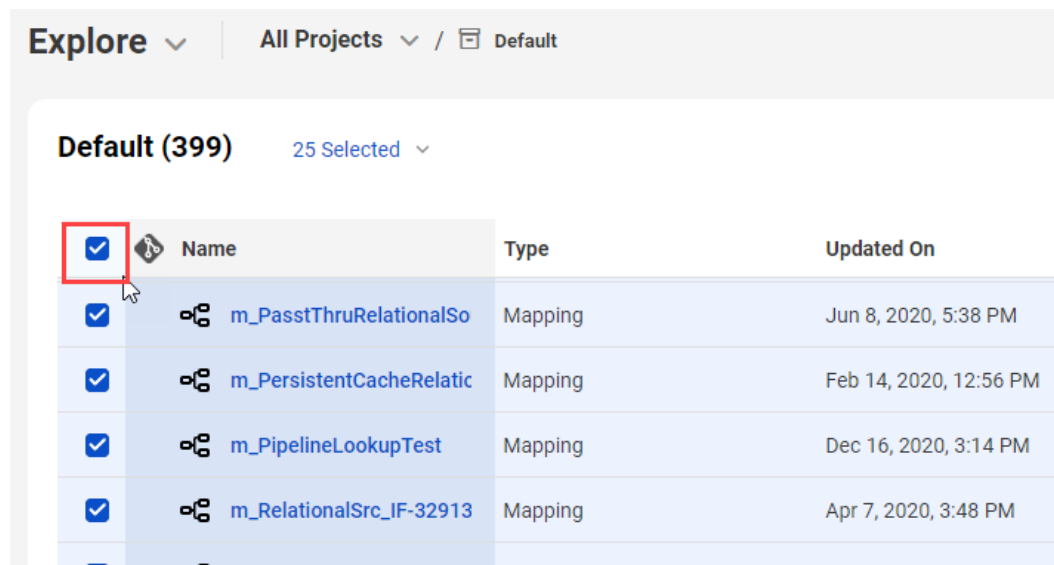 Explore All Projects / Default
Default (399) 25 Selected
Name Type Updated On
m_PasstThruRelationalSo Mapping Jun 8, 2020, 5:38 PM
m_PersistentCacheRelatic Mapping Feb 14, 2020, 12:56 PM
m_PipelineLookupTest Mapping Dec 16, 2020, 3:14 PM
m_RelationalSrc_IF-32913 Mapping Apr 7, 2020, 3:48 PM